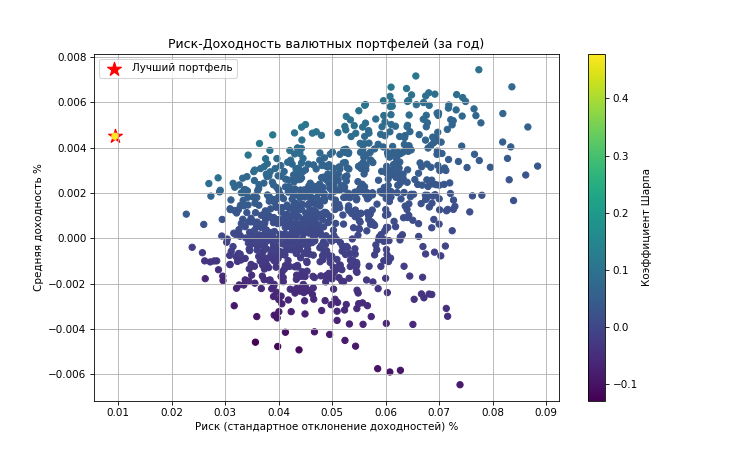 Риск-Доходность валютных портфелей (за год)
Лучший портфель
0.008
0.006
0.004
0.002
0.000
−0.002
−0.004
−0.006
Средняя доходность %
0.01 0.02 0.03 0.04 0.05 0.06 0.07 0.08 0.09
Риск (стандартное отклонение доходностей) %
0.4
0.3
0.2
0.1
0.0
−0.1
Коэффициент Шарпа